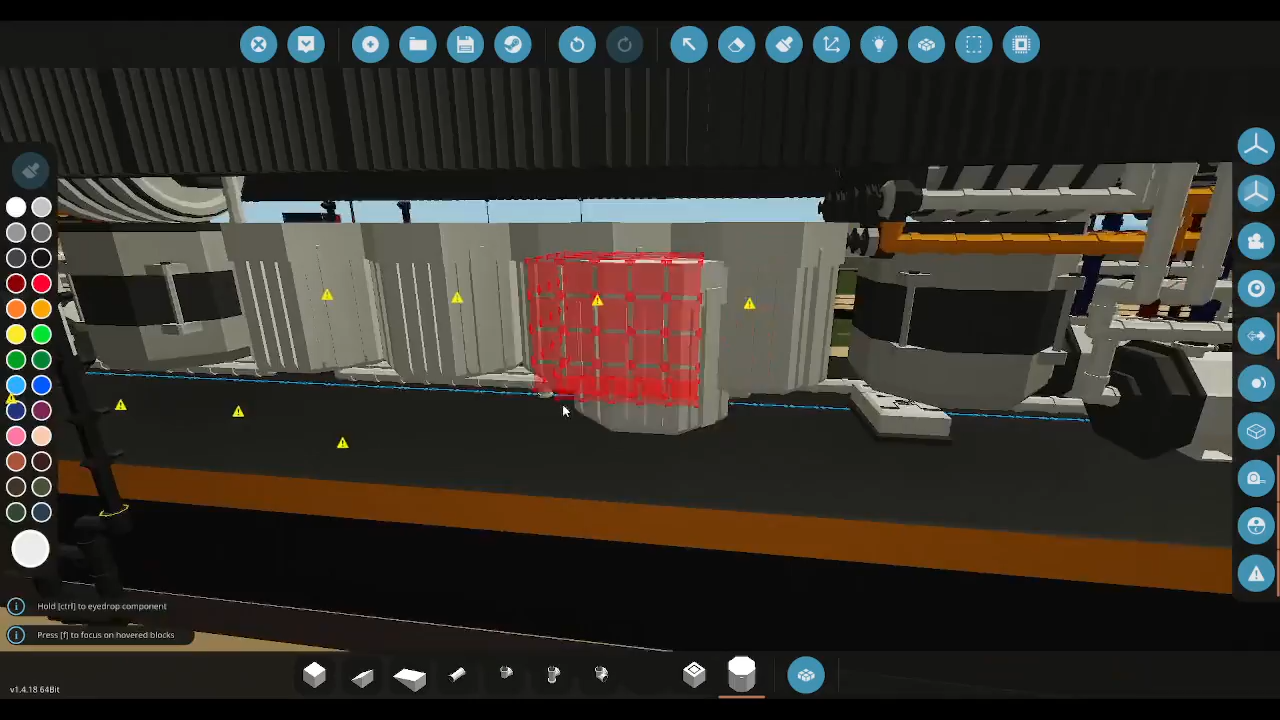 Hold [ctrl] to eyedrop component
Press [f] to focus on hovered blocks
v1.4.18 64Bit